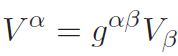 V^α = g^{αβ} V_β